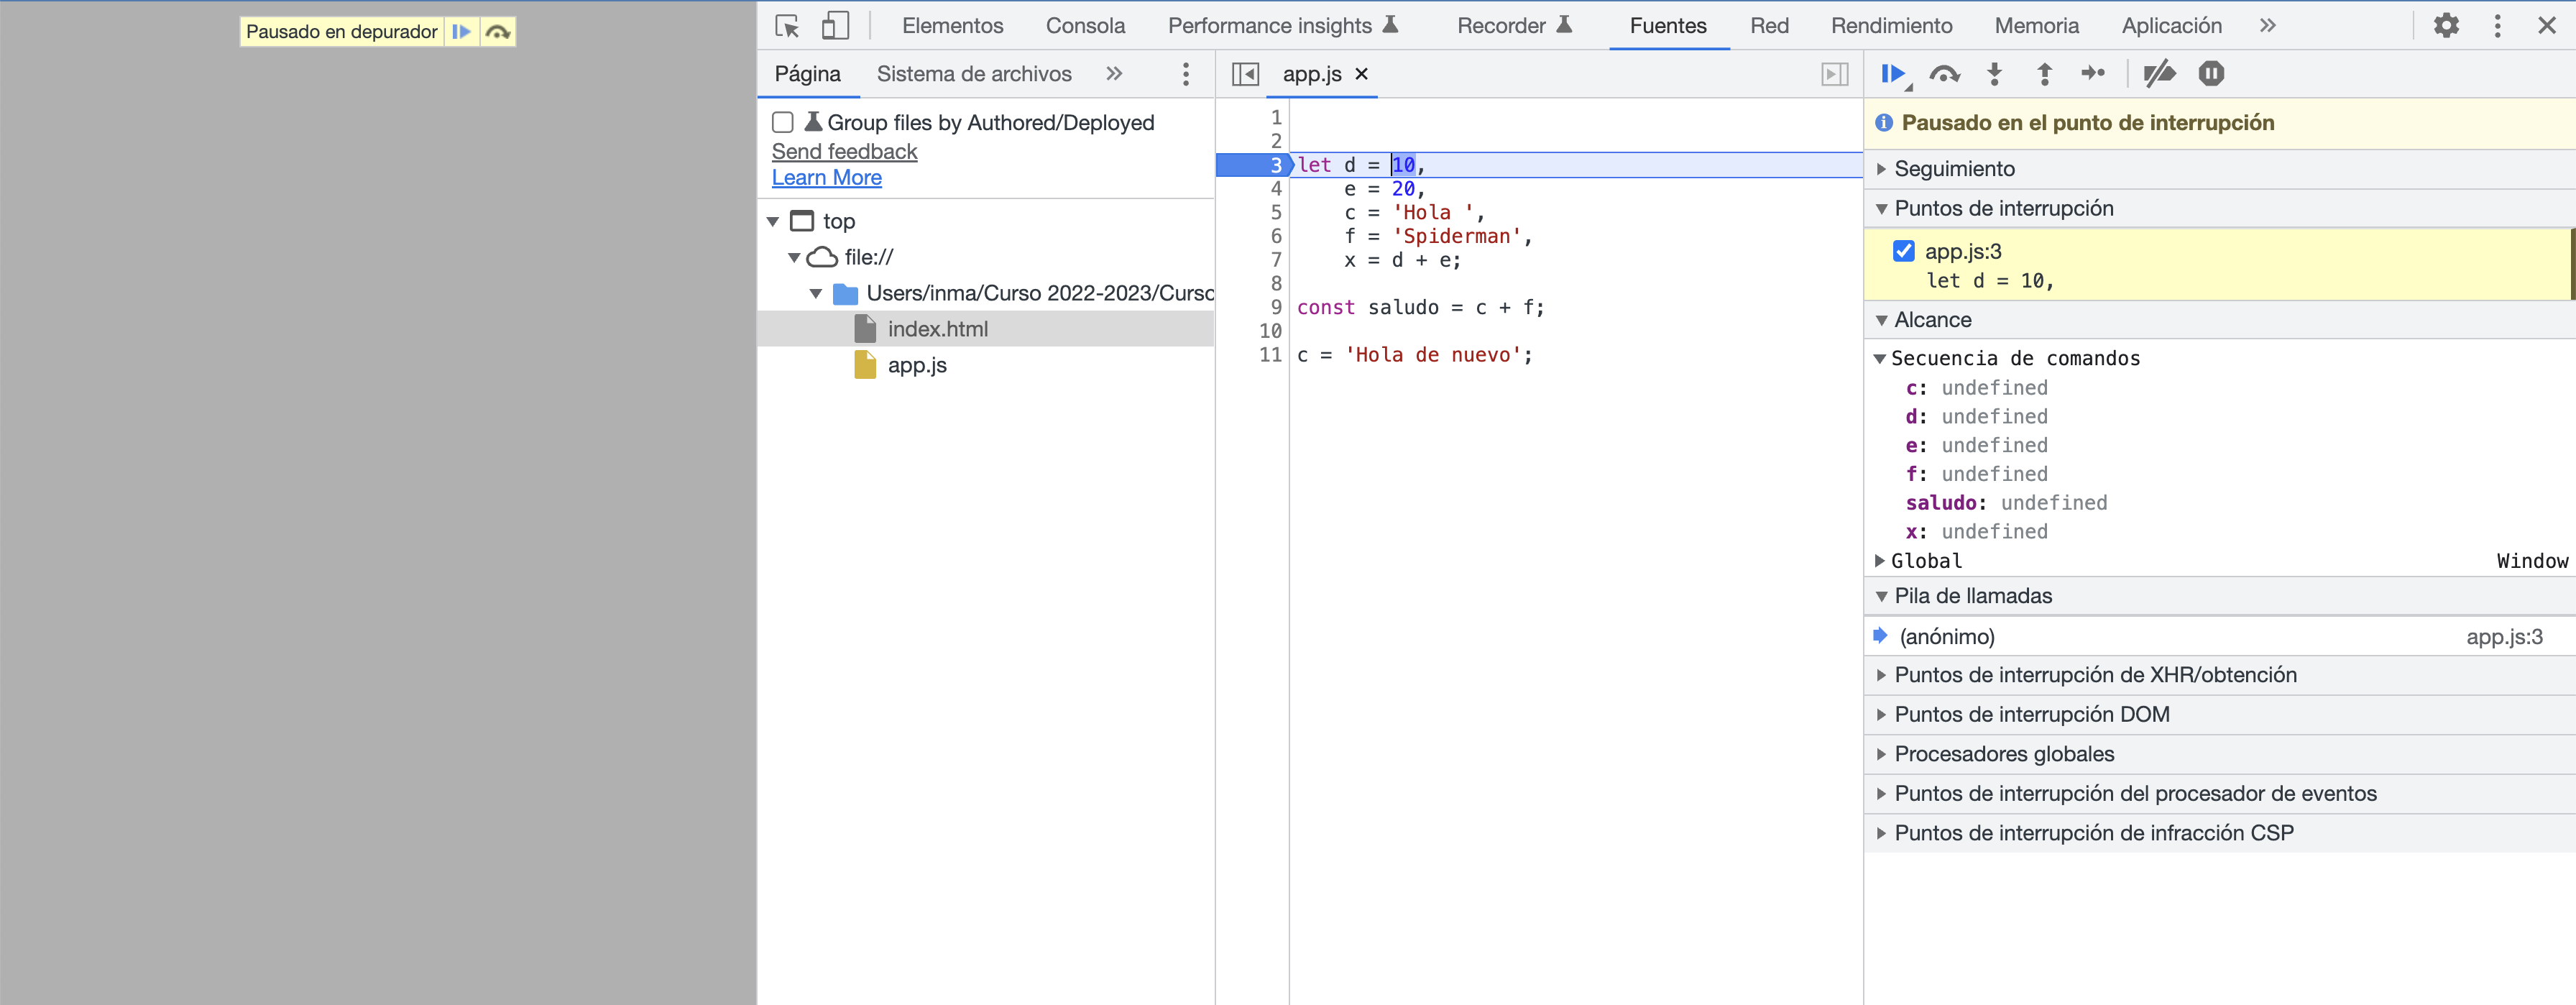 Pausado en depurador
Elementos Consola Performance insights Recorder Fuentes Red Rendimiento Memoria Aplicación »
Página Sistema de archivos »
Group files by Authored/Deployed
Send feedback
Learn More
top
file://
Users/inma/Curso 2022-2023/Curso
index.html
app.js
app.js ×
1
2
3 let d = 10,
4 e = 20,
5 c = 'Hola ',
6 f = 'Spiderman',
7 x = d + e;
8
9 const saludo = c + f;
10
11 c = 'Hola de nuevo';
Pausado en el punto de interrupción
Seguimiento
Puntos de interrupción
app.js:3
let d = 10,
Alcance
Secuencia de comandos
c: undefined
d: undefined
e: undefined
f: undefined
saludo: undefined
x: undefined
Global Window
Pila de llamadas
(anónimo) app.js:3
Puntos de interrupción de XHR/obtención
Puntos de interrupción DOM
Procesadores globales
Puntos de interrupción del procesador de eventos
Puntos de interrupción de infracción CSP